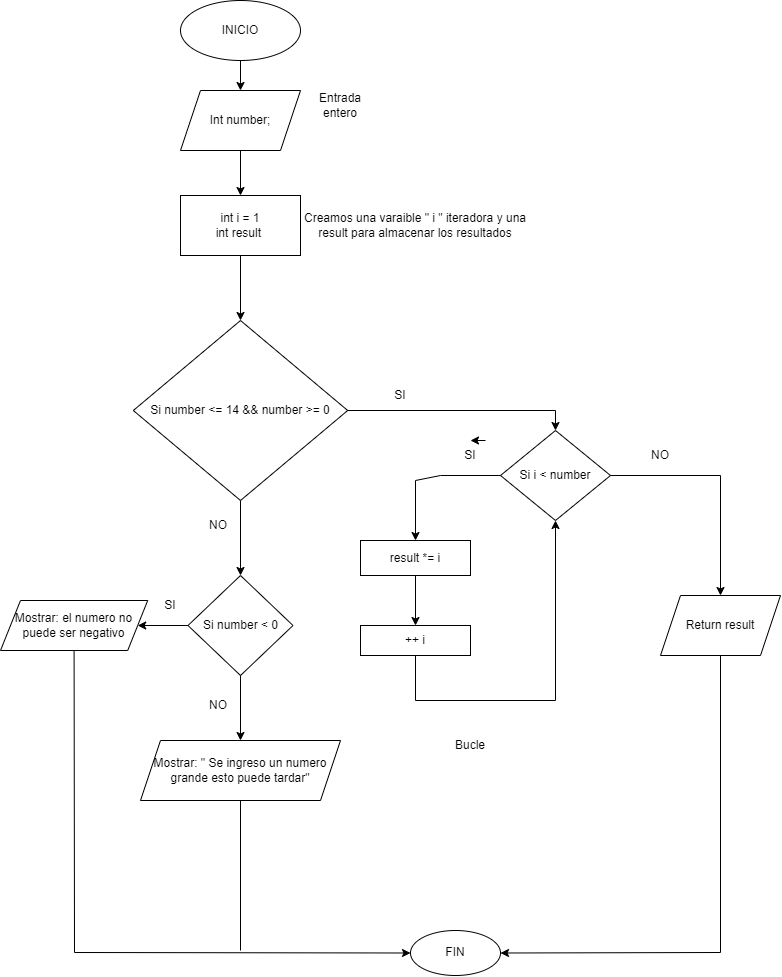 INICIO
Int number;
Entrada
entero
int i = 1
int result
Creamos una varaible " i " iteradora y una
result para almacenar los resultados
Si number <= 14 && number >= 0
SI
SI
Si i < number
NO
NO
result *= i
++ i
Return result
Bucle
SI
Si number < 0
Mostrar: el numero no
puede ser negativo
NO
Mostrar: " Se ingreso un numero
grande esto puede tardar"
FIN